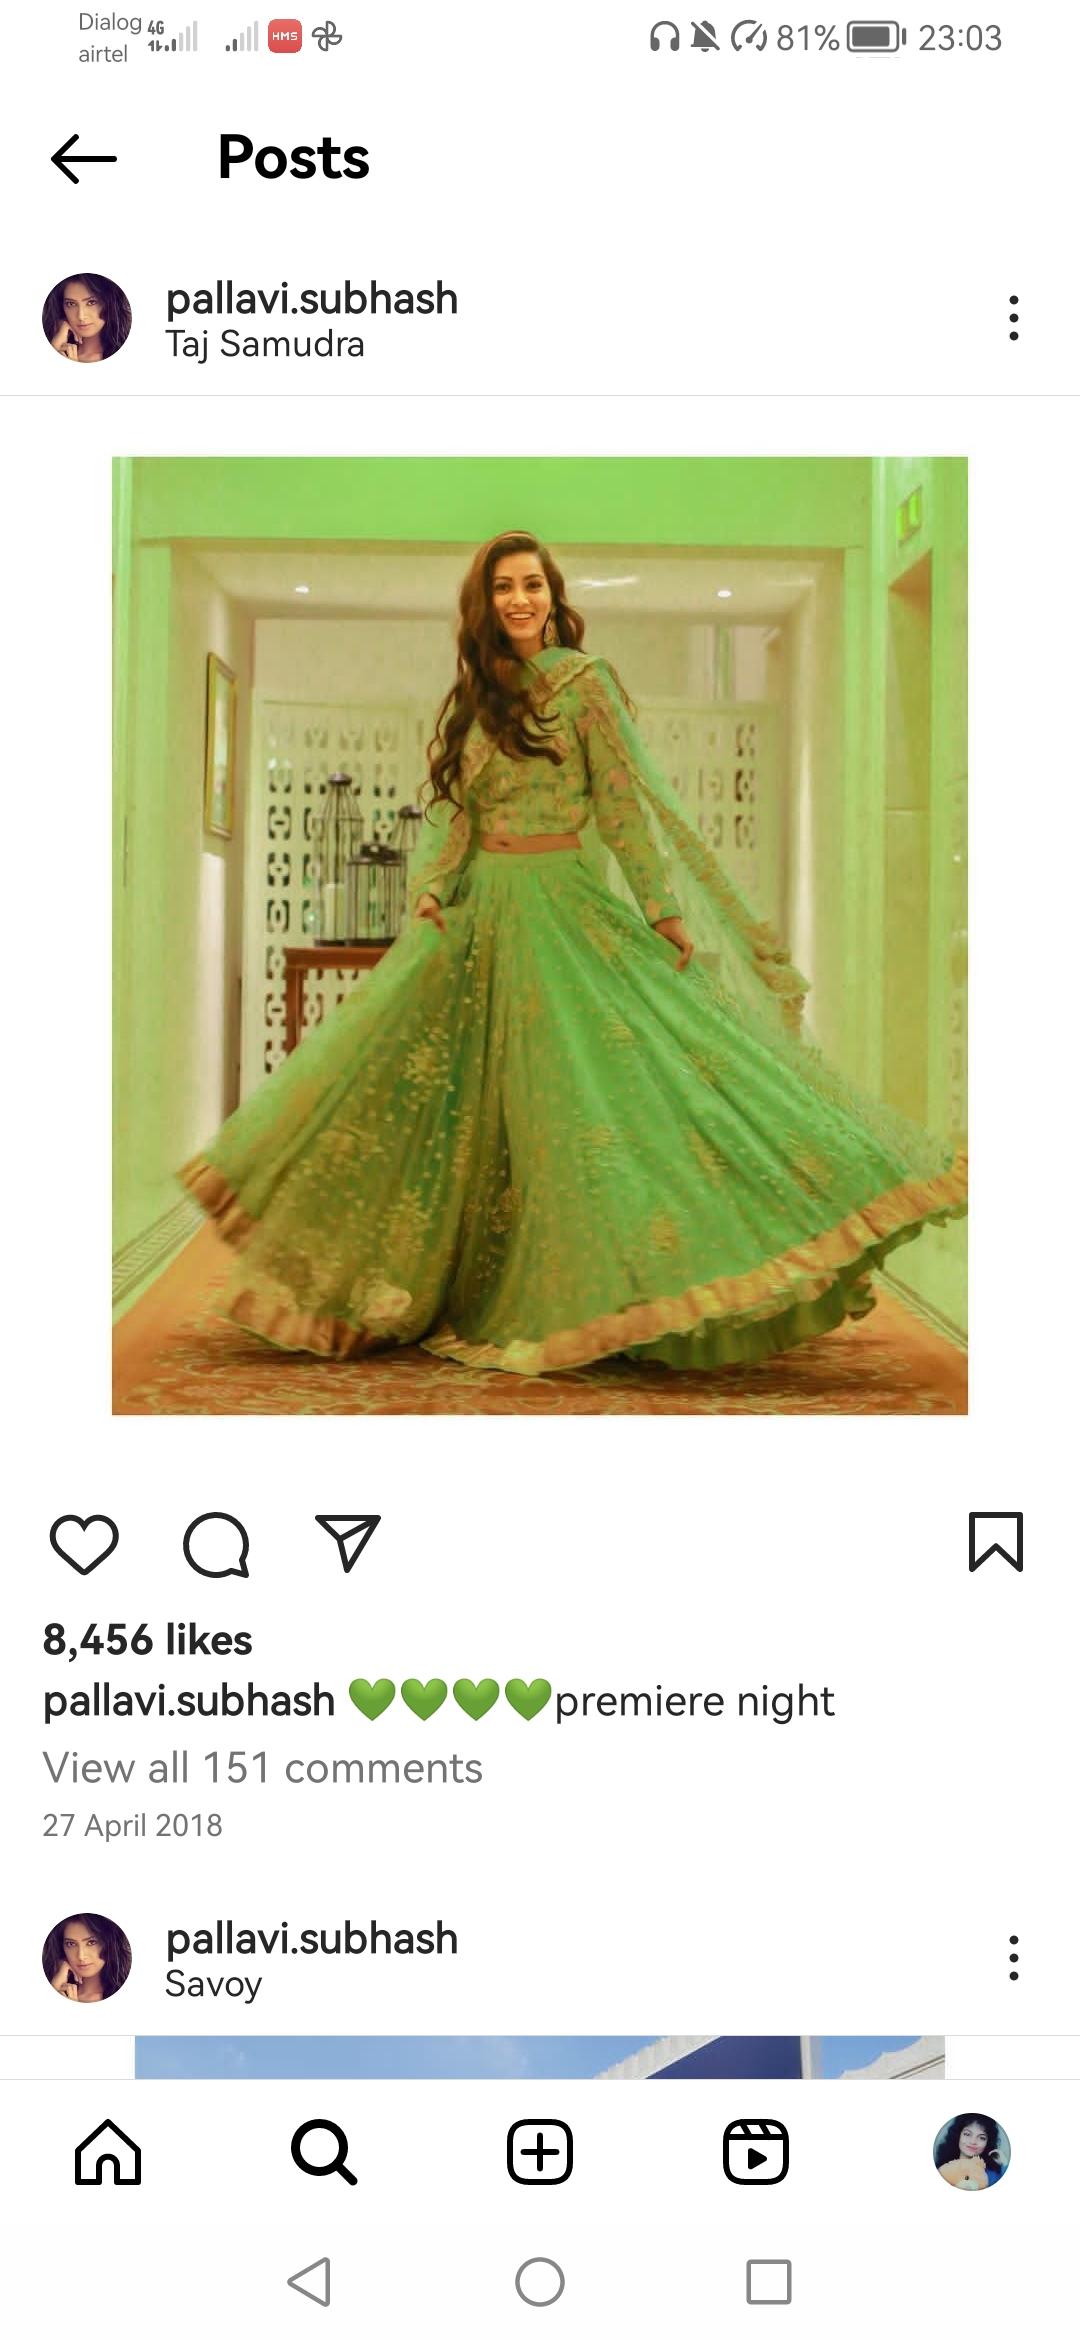 Dialog 4G HMS 81% 23:03
airtel
Posts
pallavi.subhash
Taj Samudra
8,456 likes
pallavi.subhash 💚💚💚💚premiere night
View all 151 comments
27 April 2018
pallavi.subhash
Savoy